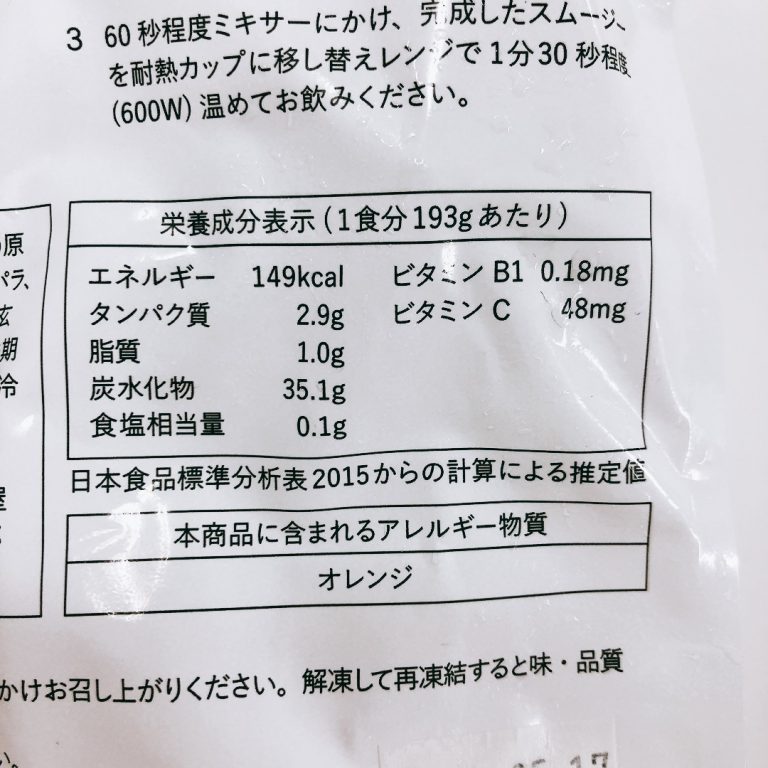 3 60秒程度ミキサーにかけ、完成したスムージー
を耐熱カップに移し替えレンジで1分30秒程度
(600W)温めてお飲みください。
栄養成分表示(1食分193gあたり)
エネルギー 149kcal ビタミンB1 0.18mg
タンパク質 2.9g ビタミンC 48mg
脂質 1.0g
炭水化物 35.1g
食塩相当量 0.1g
日本食品標準分析表2015からの計算による推定値
本商品に含まれるアレルギー物質
オレンジ
原
パラ、
期
冷
かけお召し上がりください。解凍して再凍結すると味・品質